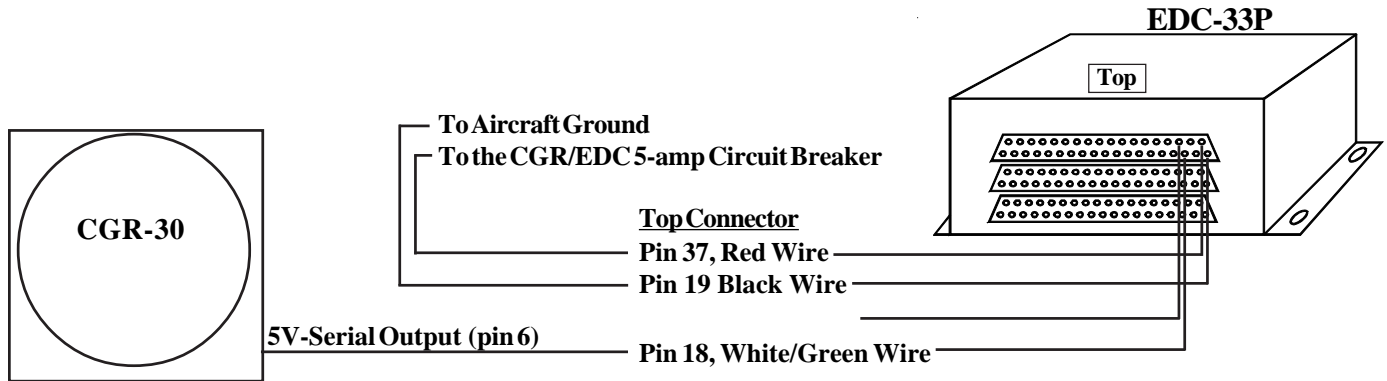 EDC-33P
Top
To Aircraft Ground
To the CGR/EDC 5-amp Circuit Breaker
CGR-30
Top Connector
Pin 37, Red Wire
Pin 19 Black Wire
5V-Serial Output (pin 6)
Pin 18, White/Green Wire